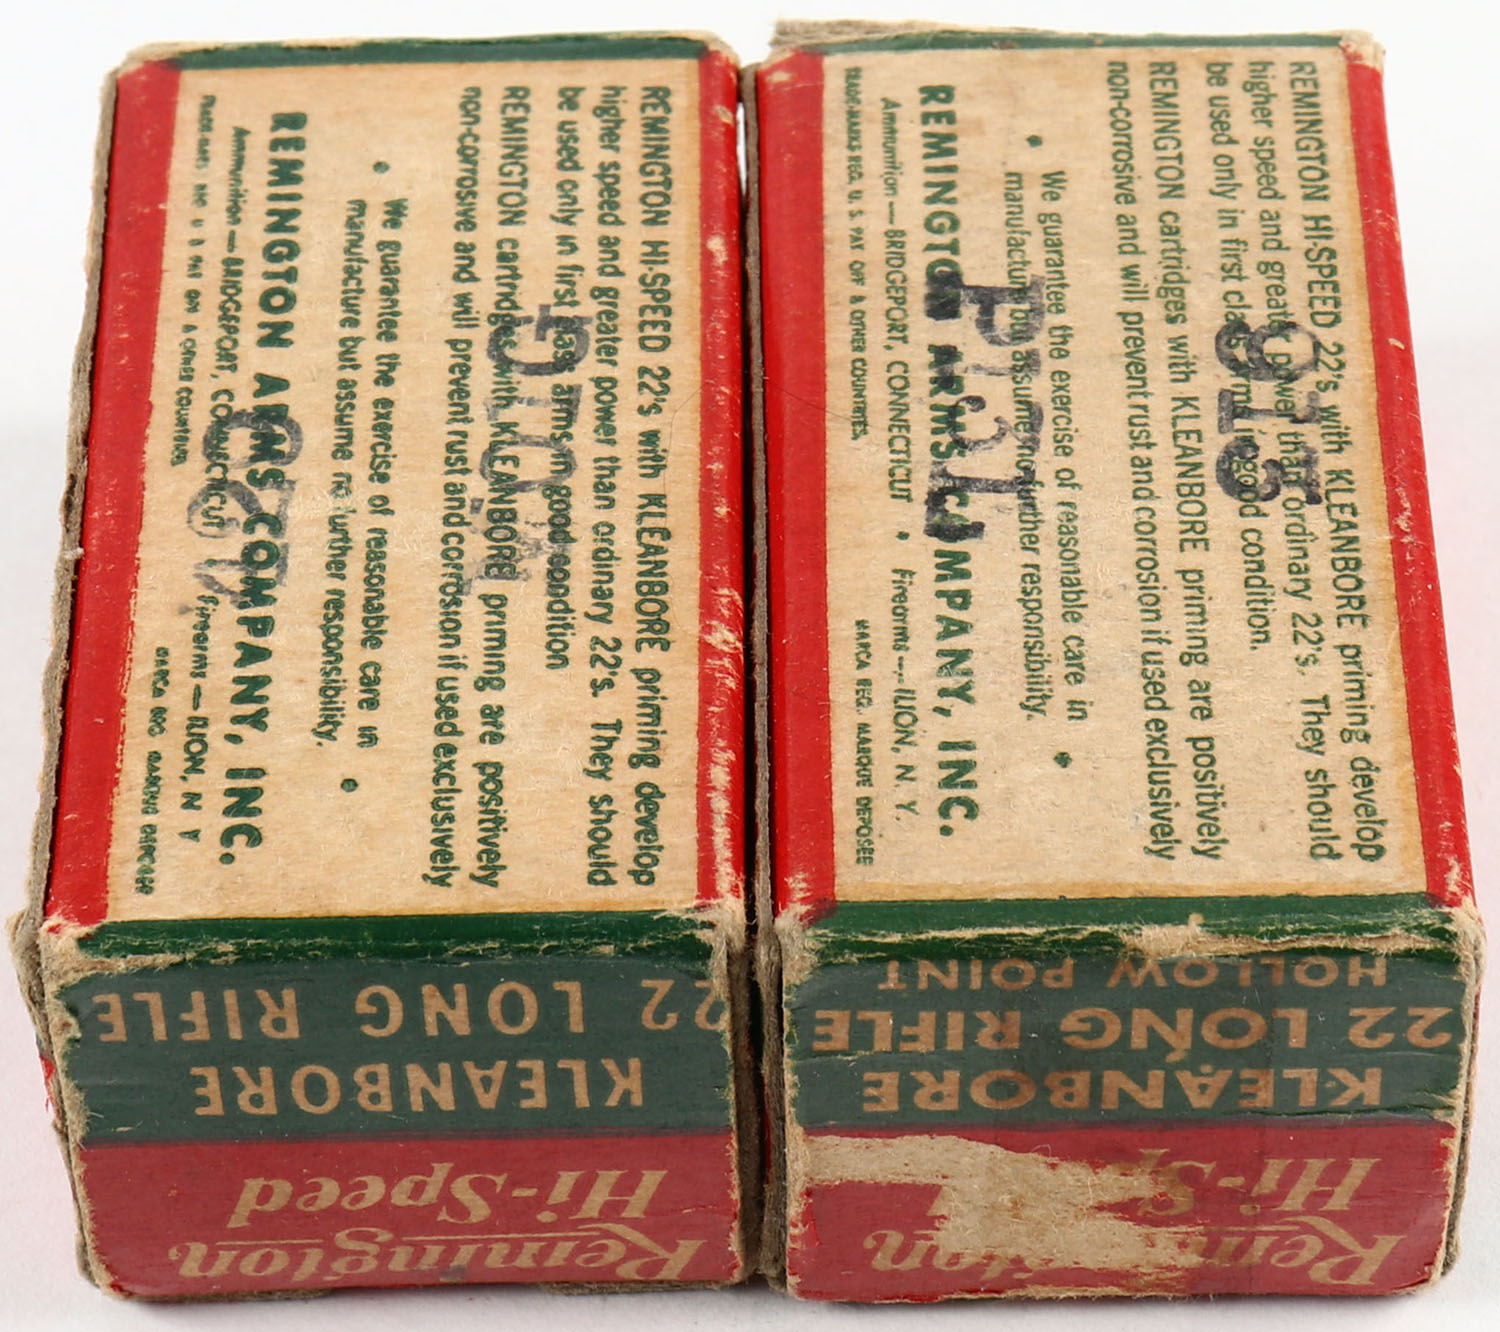 REMINGTON HI-SPEED 22's with KLEANBORE priming develop
higher speed and greater power than ordinary 22's. They should
be used only in first class arms in good condition
REMINGTON cartridges with KLEANBORE priming are positively
non-corrosive and will prevent rust and corrosion if used exclusively
• We guarantee the exercise of reasonable care in •
manufacture but assume no further responsibility.
REMINGTON ARMS COMPANY, INC.
Ammunition — BRIDGEPORT, CONNECTICUT Firearms — ILION, N Y
22 LONG RIFLE
KLEANBORE
Hi-Speed
Remington
REMINGTON HI-SPEED 22's with KLEANBORE priming develop
higher speed and greater power than ordinary 22's. They should
be used only in first class arms in good condition.
REMINGTON cartridges with KLEANBORE priming are positively
non-corrosive and will prevent rust and corrosion if used exclusively
• We guarantee the exercise of reasonable care in •
manufacture but assume no further responsibility.
REMINGTON ARMS COMPANY, INC.
Ammunition — BRIDGEPORT, CONNECTICUT • Firearms — ILION, N. Y.
TRADE-MARKS REG. U. S. PAT OFF & OTHER COUNTRIES. MARCA REG. MARQUE DEPOSÉE
HOLLOW POINT
22 LONG RIFLE
KLEANBORE
Hi-Sp
Remington